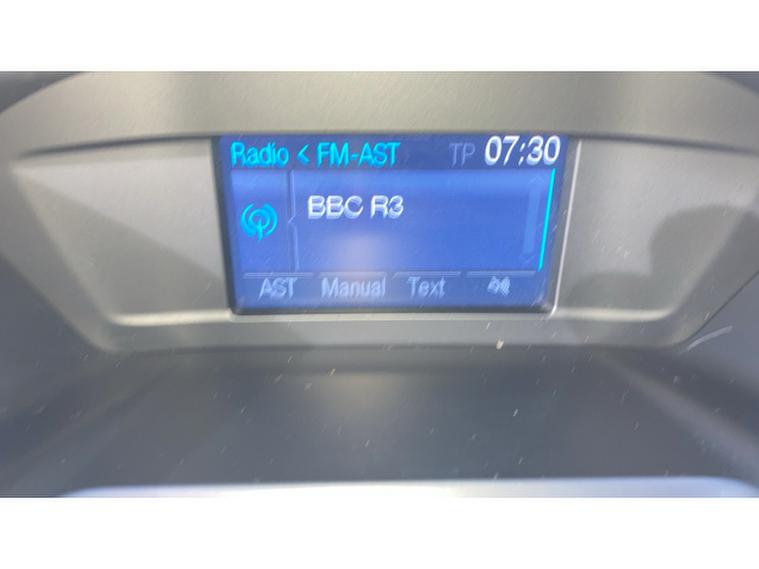 Radio < FM-AST TP 07:30
BBC R3
AST Manual Text